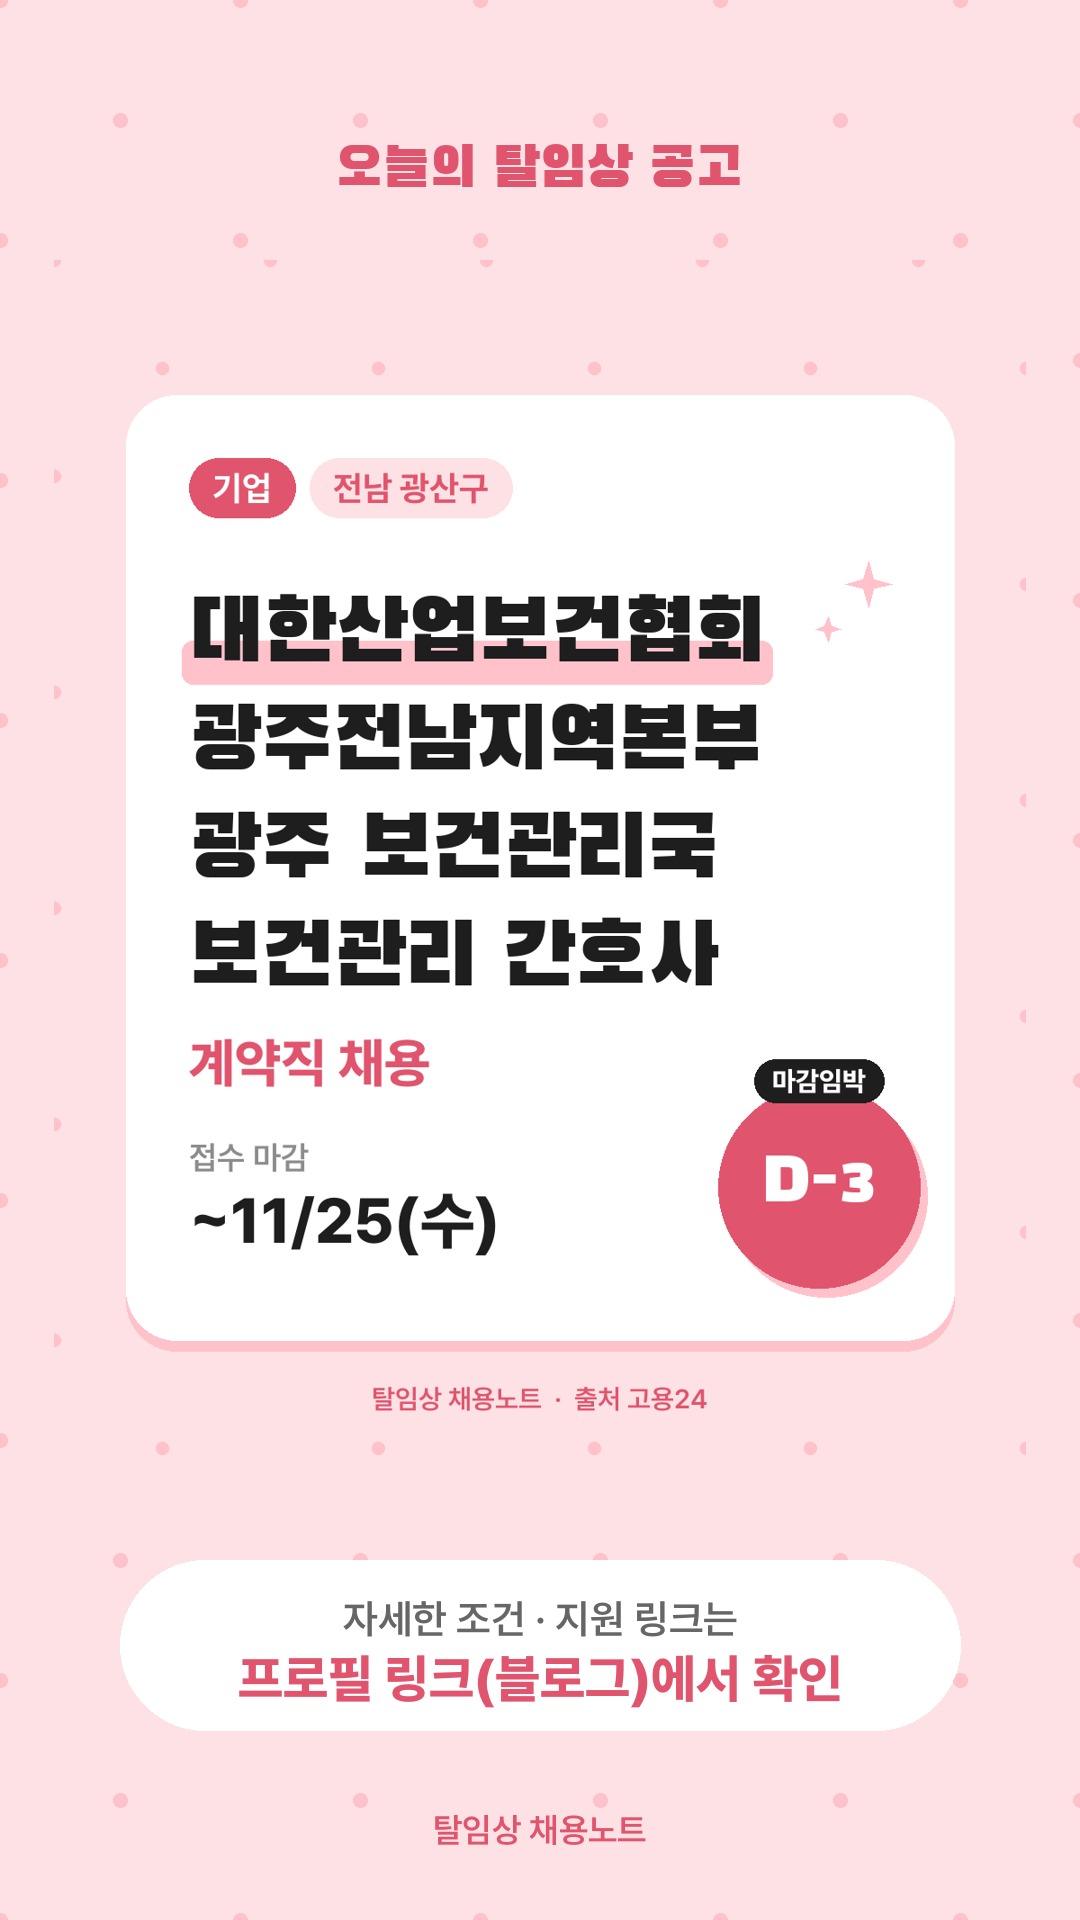 오늘의 탈임상 공고
기업
전남 광산구
대한산업보건협회
광주전남지역본부
광주 보건관리국
보건관리 간호사
계약직 채용
마감임박
D-3
접수 마감
~11/25(수)
탈임상 채용노트 · 출처 고용24
자세한 조건 · 지원 링크는
프로필 링크(블로그)에서 확인
탈임상 채용노트